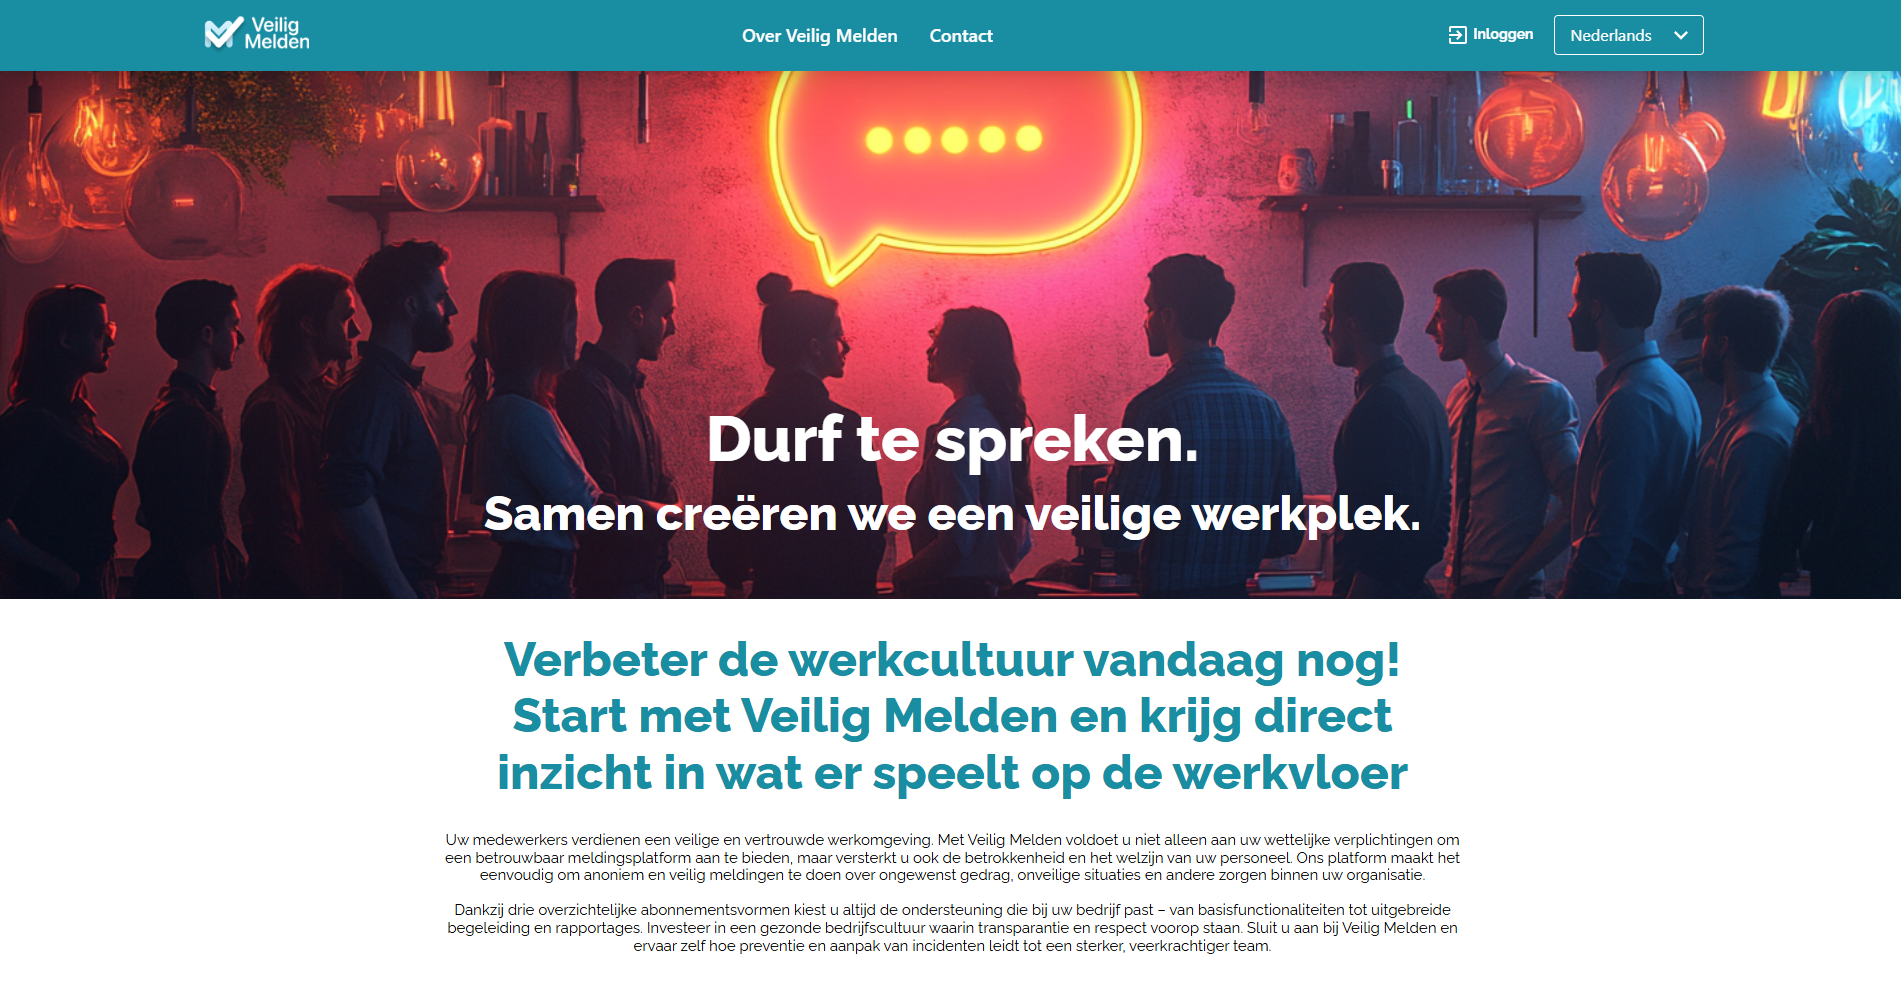 Veilig
Melden
Over Veilig Melden
Contact
Inloggen
Nederlands
Durf te spreken.
Samen creëren we een veilige werkplek.
Verbeter de werkcultuur vandaag nog!
Start met Veilig Melden en krijg direct
inzicht in wat er speelt op de werkvloer
Uw medewerkers verdienen een veilige en vertrouwde werkomgeving. Met Veilig Melden voldoet u niet alleen aan uw wettelijke verplichtingen om
een betrouwbaar meldingsplatform aan te bieden, maar versterkt u ook de betrokkenheid en het welzijn van uw personeel. Ons platform maakt het
eenvoudig om anoniem en veilig meldingen te doen over ongewenst gedrag, onveilige situaties en andere zorgen binnen uw organisatie.
Dankzij drie overzichtelijke abonnementsvormen kiest u altijd de ondersteuning die bij uw bedrijf past – van basisfunctionaliteiten tot uitgebreide
begeleiding en rapportages. Investeer in een gezonde bedrijfscultuur waarin transparantie en respect voorop staan. Sluit u aan bij Veilig Melden en
ervaar zelf hoe preventie en aanpak van incidenten leidt tot een sterker, veerkrachtiger team.